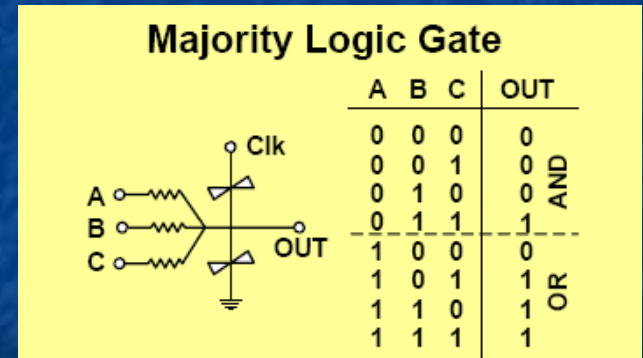 Majority Logic Gate
A B C OUT
0 0 0 0
0 0 1 0
0 1 0 0
0 1 1 1
AND
1 0 0 0
1 0 1 1
1 1 0 1
1 1 1 1
OR
Clk
A
B
C
OUT